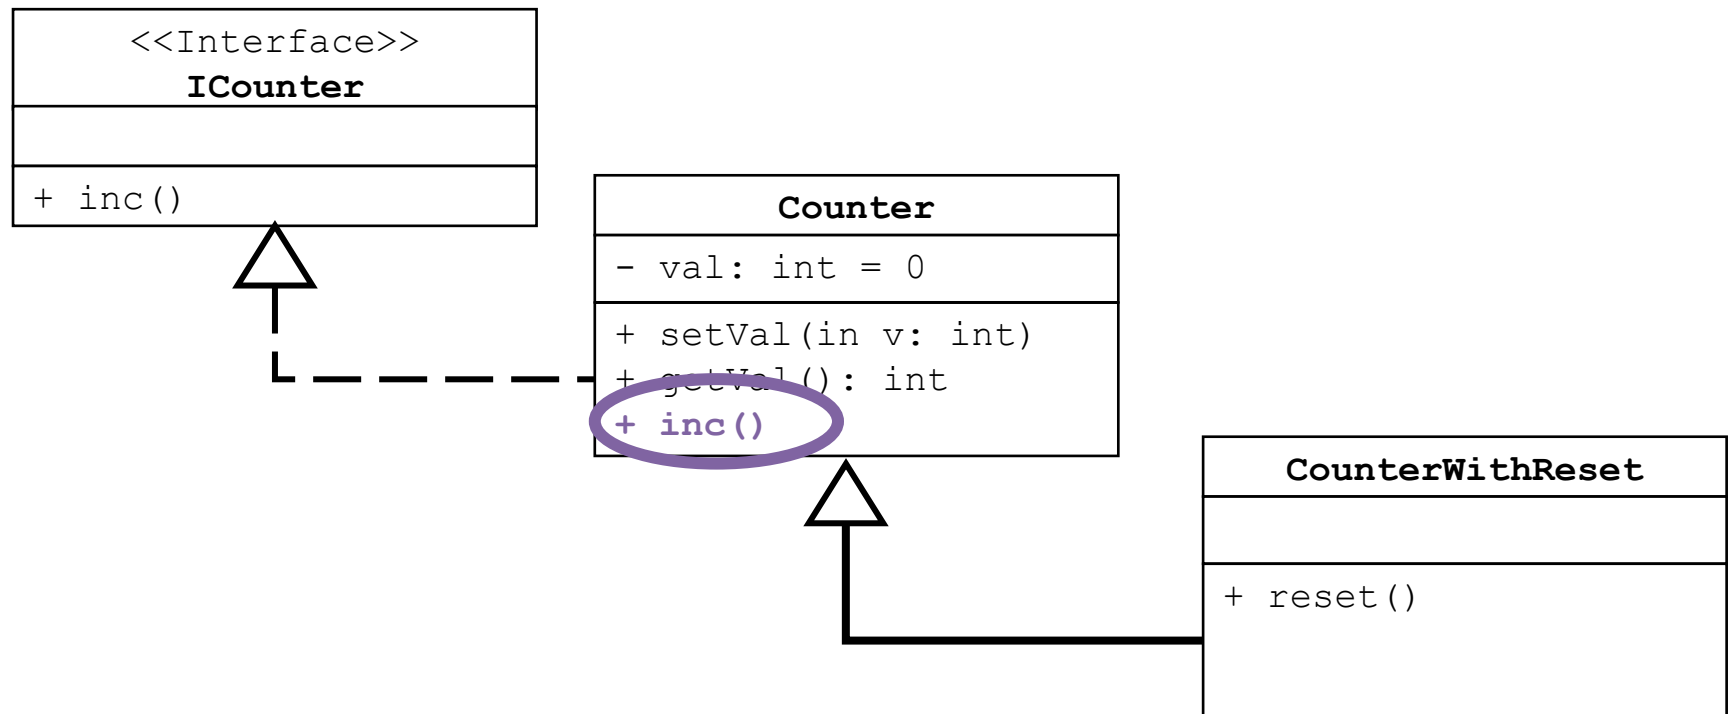 <<Interface>>
ICounter
+ inc()
Counter
- val: int = 0
+ setVal(in v: int)
+ getVal(): int
+ inc()
CounterWithReset
+ reset()